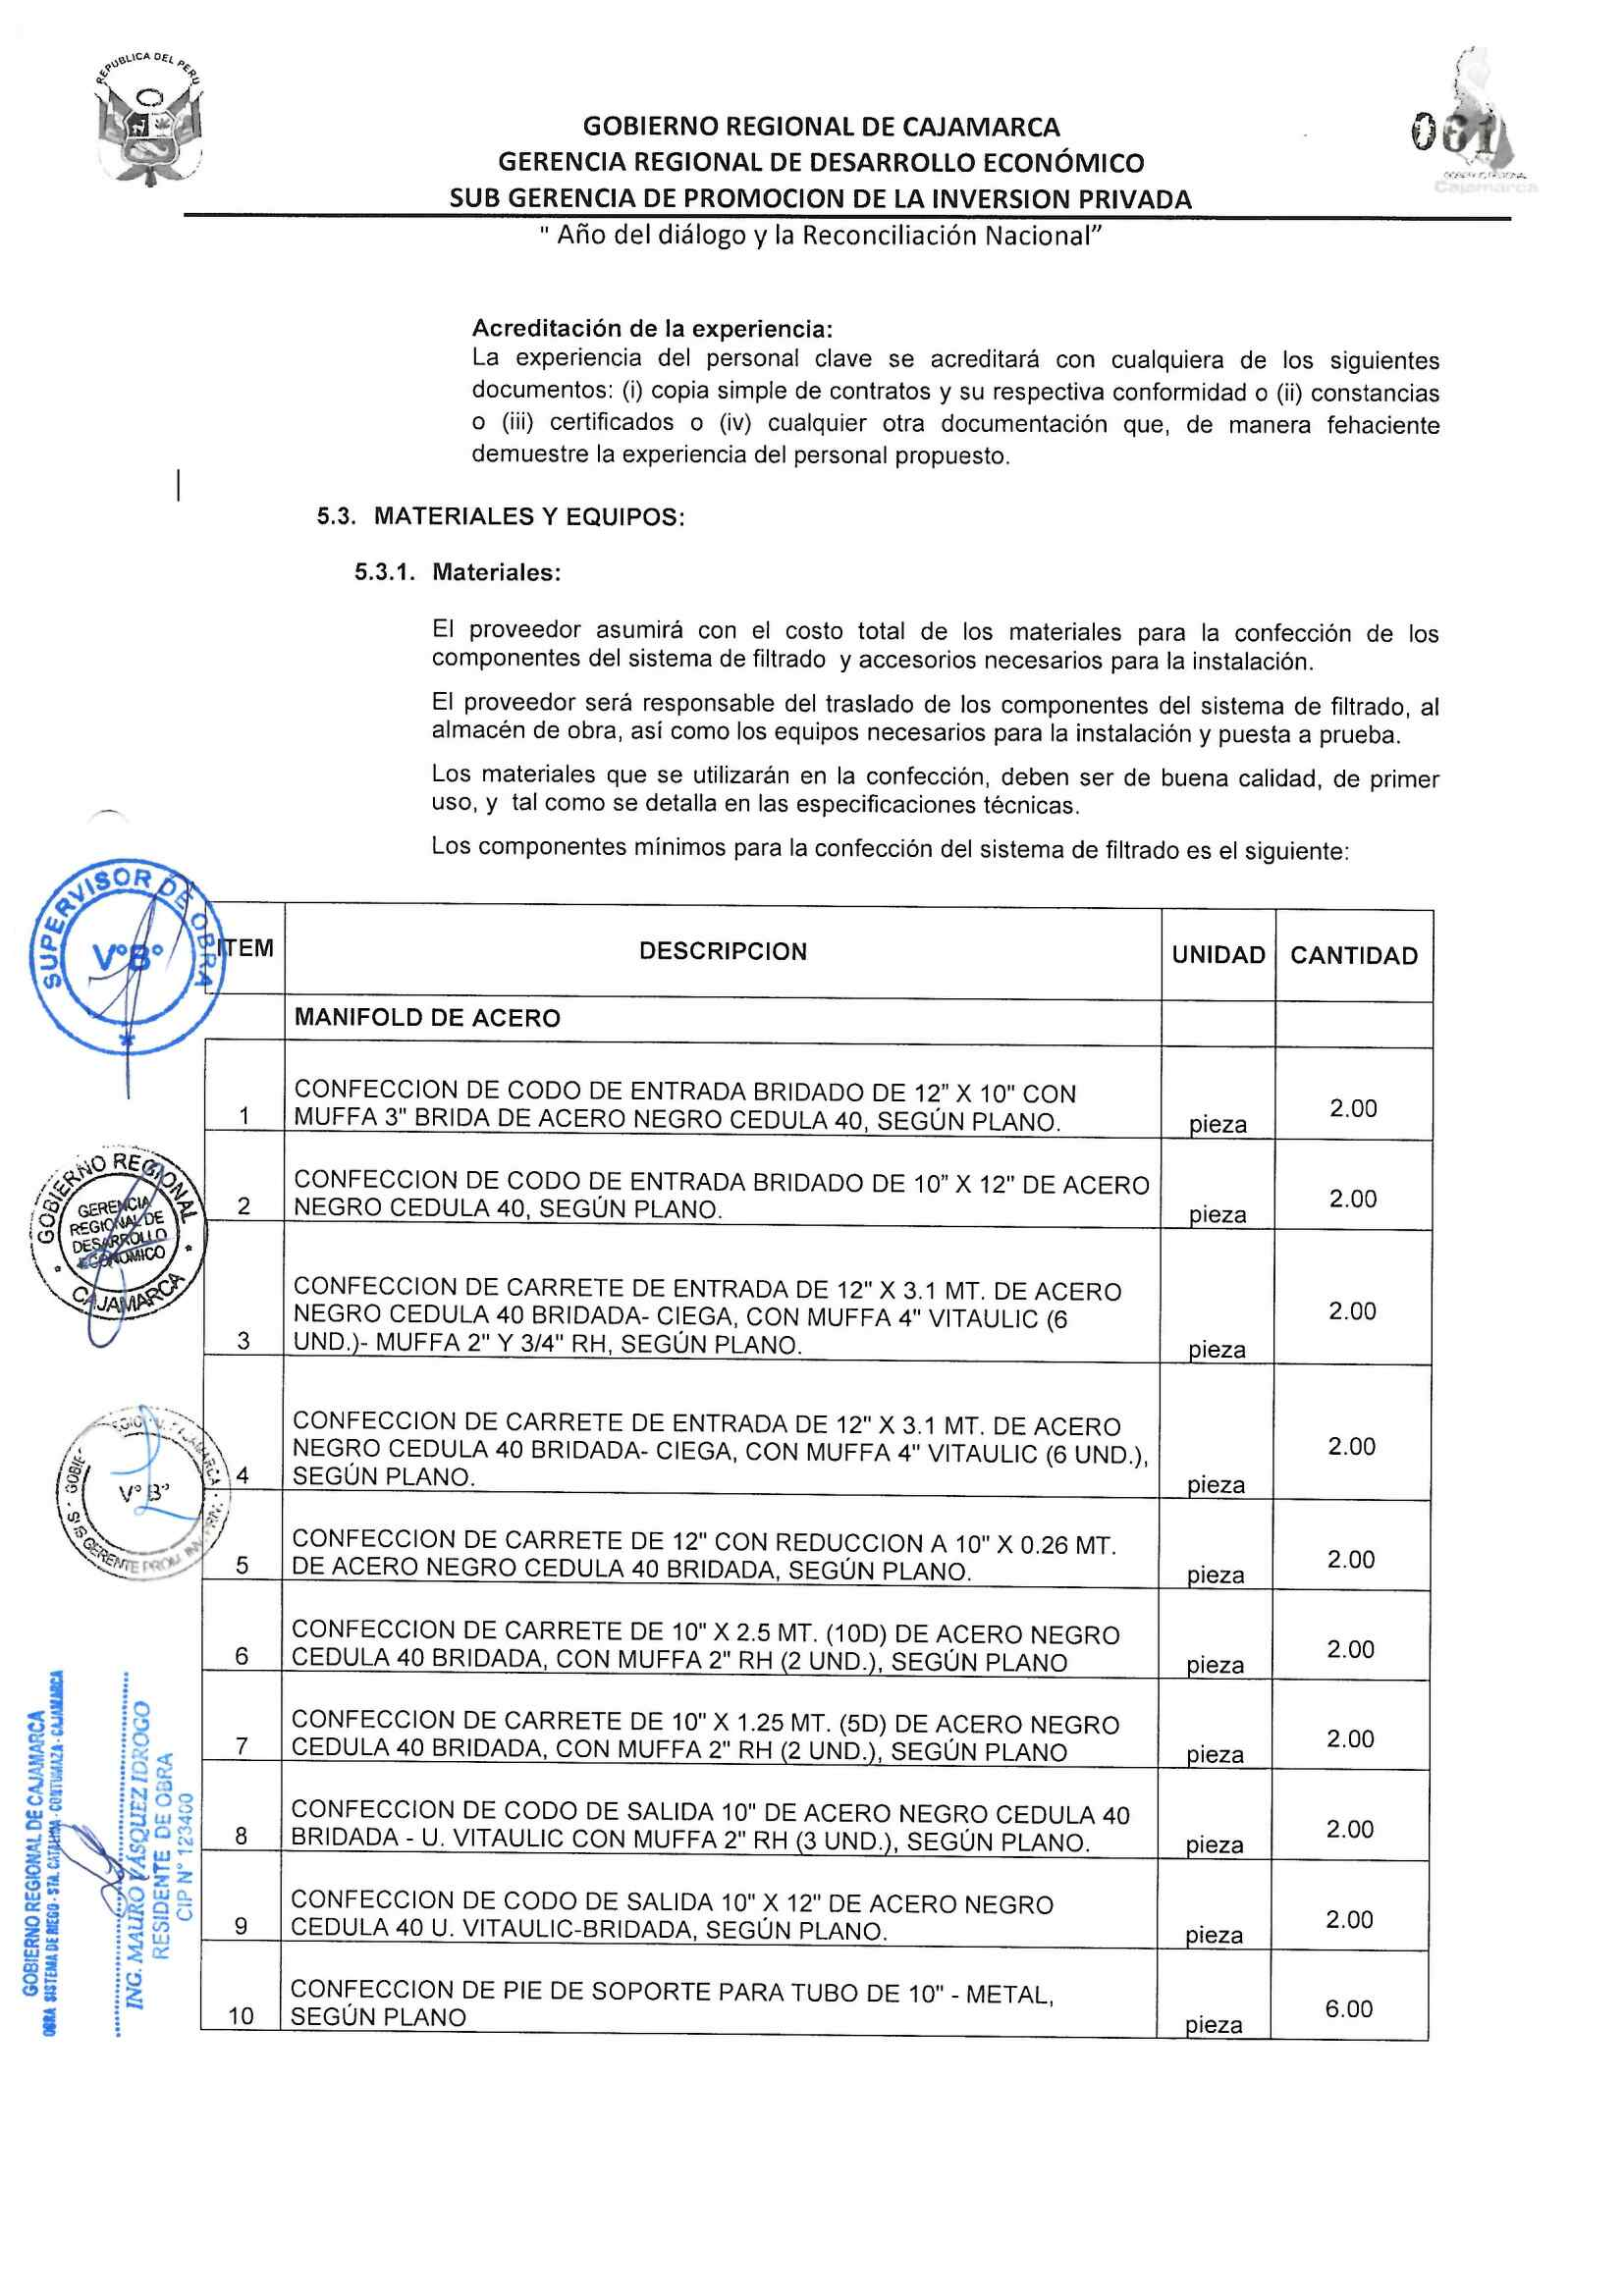 REPUBLICA DEL PERU
GOBIERNO REGIONAL DE CAJAMARCA
GERENCIA REGIONAL DE DESARROLLO ECONÓMICO
SUB GERENCIA DE PROMOCION DE LA INVERSION PRIVADA
" Año del diálogo y la Reconciliación Nacional"
061
Cajamarca
Acreditación de la experiencia:
La experiencia del personal clave se acreditará con cualquiera de los siguientes
documentos: (i) copia simple de contratos y su respectiva conformidad o (ii) constancias
o (iii) certificados o (iv) cualquier otra documentación que, de manera fehaciente
demuestre la experiencia del personal propuesto.
5.3. MATERIALES Y EQUIPOS:
5.3.1. Materiales:
El proveedor asumirá con el costo total de los materiales para la confección de los
componentes del sistema de filtrado y accesorios necesarios para la instalación.
El proveedor será responsable del traslado de los componentes del sistema de filtrado, al
almacén de obra, así como los equipos necesarios para la instalación y puesta a prueba.
Los materiales que se utilizarán en la confección, deben ser de buena calidad, de primer
uso, y tal como se detalla en las especificaciones técnicas.
Los componentes mínimos para la confección del sistema de filtrado es el siguiente:
ITEM DESCRIPCION UNIDAD CANTIDAD
MANIFOLD DE ACERO
CONFECCION DE CODO DE ENTRADA BRIDADO DE 12" X 10" CON
1 MUFFA 3" BRIDA DE ACERO NEGRO CEDULA 40, SEGÚN PLANO. pieza 2.00
CONFECCION DE CODO DE ENTRADA BRIDADO DE 10" X 12" DE ACERO
2 NEGRO CEDULA 40, SEGÚN PLANO. pieza 2.00
CONFECCION DE CARRETE DE ENTRADA DE 12" X 3.1 MT. DE ACERO
NEGRO CEDULA 40 BRIDADA- CIEGA, CON MUFFA 4" VITAULIC (6
3 UND.)- MUFFA 2" Y 3/4" RH, SEGÚN PLANO. pieza 2.00
CONFECCION DE CARRETE DE ENTRADA DE 12" X 3.1 MT. DE ACERO
NEGRO CEDULA 40 BRIDADA- CIEGA, CON MUFFA 4" VITAULIC (6 UND.),
4 SEGÚN PLANO. pieza 2.00
CONFECCION DE CARRETE DE 12" CON REDUCCION A 10" X 0.26 MT.
5 DE ACERO NEGRO CEDULA 40 BRIDADA, SEGÚN PLANO. pieza 2.00
CONFECCION DE CARRETE DE 10" X 2.5 MT. (10D) DE ACERO NEGRO
6 CEDULA 40 BRIDADA, CON MUFFA 2" RH (2 UND.), SEGÚN PLANO pieza 2.00
CONFECCION DE CARRETE DE 10" X 1.25 MT. (5D) DE ACERO NEGRO
7 CEDULA 40 BRIDADA, CON MUFFA 2" RH (2 UND.), SEGÚN PLANO pieza 2.00
CONFECCION DE CODO DE SALIDA 10" DE ACERO NEGRO CEDULA 40
8 BRIDADA - U. VITAULIC CON MUFFA 2" RH (3 UND.), SEGÚN PLANO. pieza 2.00
CONFECCION DE CODO DE SALIDA 10" X 12" DE ACERO NEGRO
9 CEDULA 40 U. VITAULIC-BRIDADA, SEGÚN PLANO. pieza 2.00
CONFECCION DE PIE DE SOPORTE PARA TUBO DE 10" - METAL,
10 SEGÚN PLANO pieza 6.00
SUPERVISOR DE OBRA
V°B°
GOBIERNO REGIONAL
GERENCIA
REGIONAL DE
DESARROLLO
ECONOMICO
CAJAMARCA
V° B°
GOBIERNO REGIONAL DE CAJAMARCA
OBRA SISTEMA DE RIEGO - STA. CATALINA - CONTUMAZA - CAJAMARCA
ING. MAURO VÁSQUEZ IDROGO
RESIDENTE DE OBRA
CIP N° 123400